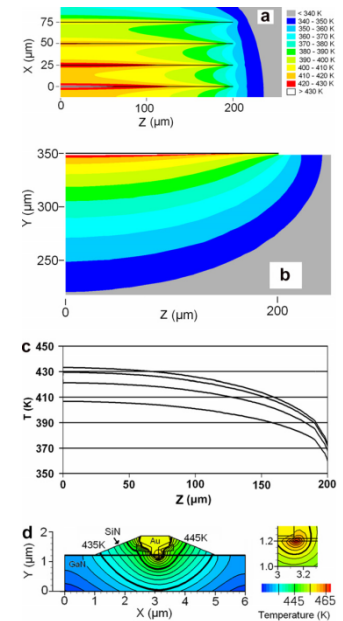 a
75
50
25
0
X (µm)
0
100
200
Z (µm)
< 340 K
340 - 350 K
350 - 360 K
360 - 370 K
370 - 380 K
380 - 390 K
390 - 400 K
400 - 410 K
410 - 420 K
420 - 430 K
> 430 K
350
300
250
Y (µm)
b
0
200
Z (µm)
c
450
430
410
390
370
350
T (K)
0
50
100
150
200
Z (µm)
d
2
1
0
Y (µm)
SiN
435K
Au
445K
GaN
0
1
2
3
4
5
6
X (µm)
1.2
1.0
3
3.2
445
465
Temperature (K)